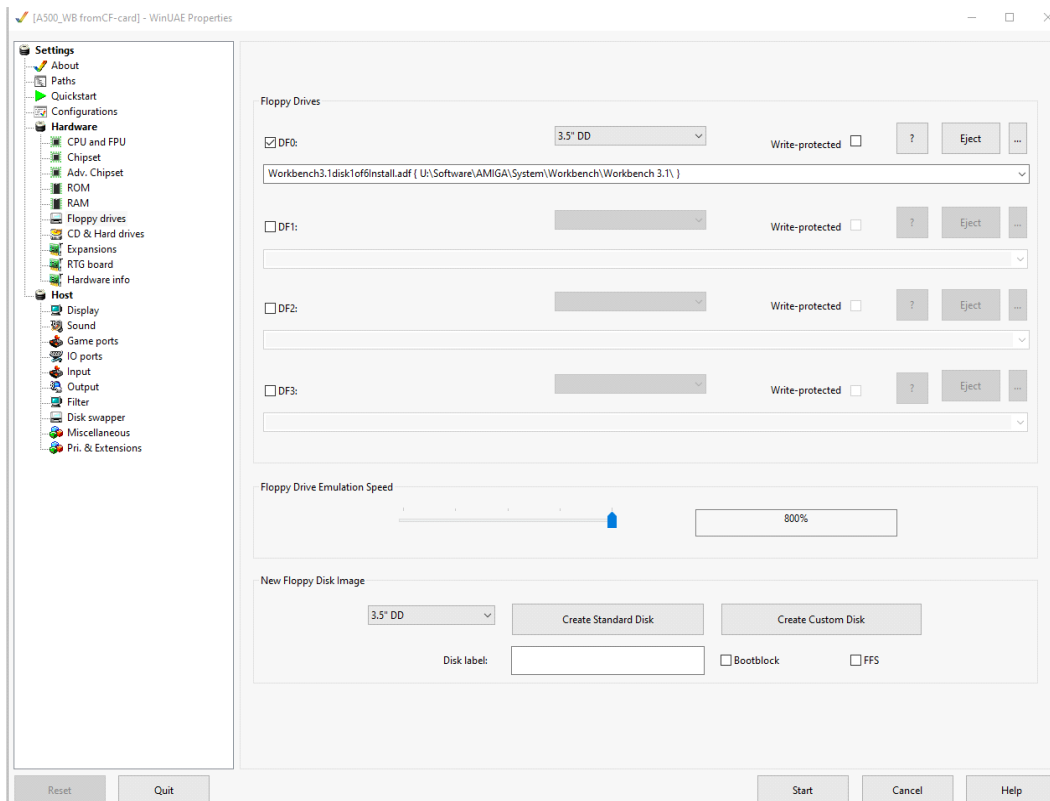 [A500_WB fromCF-card] - WinUAE Properties
Settings
About
Paths
Quickstart
Configurations
Hardware
CPU and FPU
Chipset
Adv. Chipset
ROM
RAM
Floppy drives
CD & Hard drives
Expansions
RTG board
Hardware info
Host
Display
Sound
Game ports
IO ports
Input
Output
Filter
Disk swapper
Miscellaneous
Pri. & Extensions
Floppy Drives
DF0: 3.5" DD Write-protected ? Eject ...
Workbench3.1disk1of6Install.adf { U:\Software\AMIGA\System\Workbench\Workbench 3.1\ }
DF1: Write-protected ? Eject ...
DF2: Write-protected ? Eject ...
DF3: Write-protected ? Eject ...
Floppy Drive Emulation Speed
800%
New Floppy Disk Image
3.5" DD Create Standard Disk Create Custom Disk
Disk label: Bootblock FFS
Reset Quit Start Cancel Help